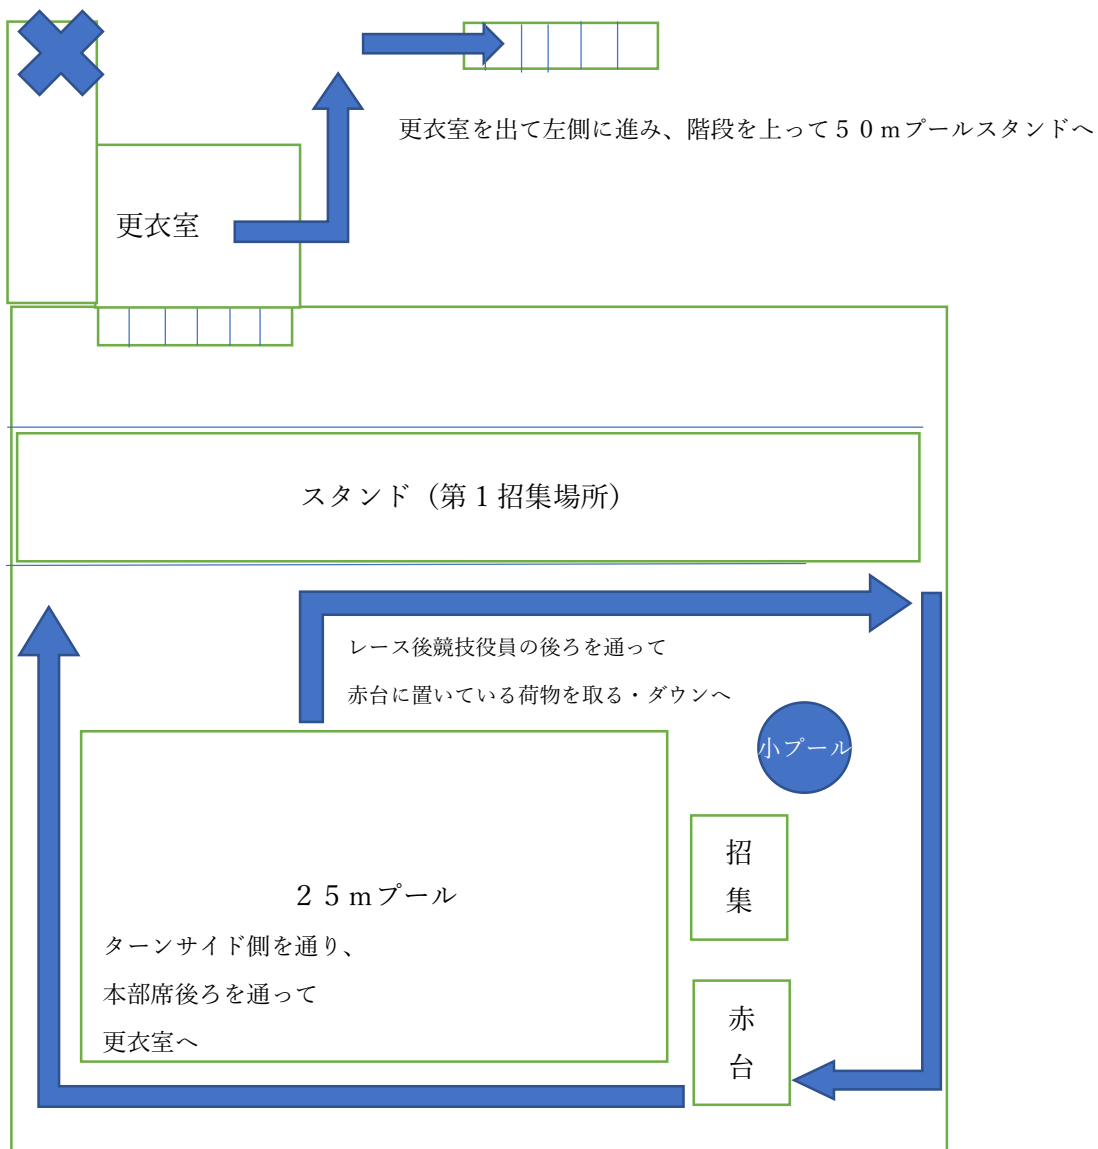 更衣室を出て左側に進み、階段を上って５０ｍプールスタンドへ
更衣室
スタンド（第１招集場所）
レース後競技役員の後ろを通って
赤台に置いている荷物を取る・ダウンへ
小プール
招
集
２５ｍプール
ターンサイド側を通り、
本部席後ろを通って
更衣室へ
赤
台